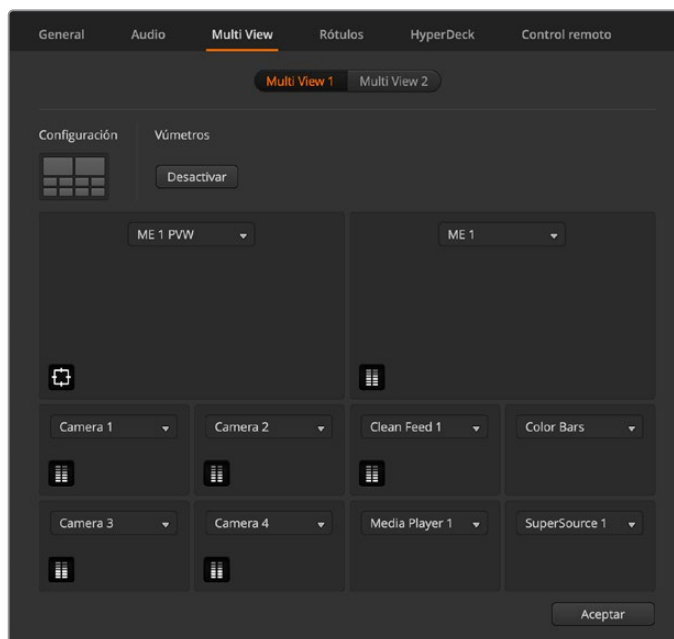 General Audio Multi View Rótulos HyperDeck Control remoto
Multi View 1 Multi View 2
Configuración Vúmetros
Desactivar
ME 1 PVW ME 1
Camera 1 Camera 2 Clean Feed 1 Color Bars
Camera 3 Camera 4 Media Player 1 SuperSource 1
Aceptar